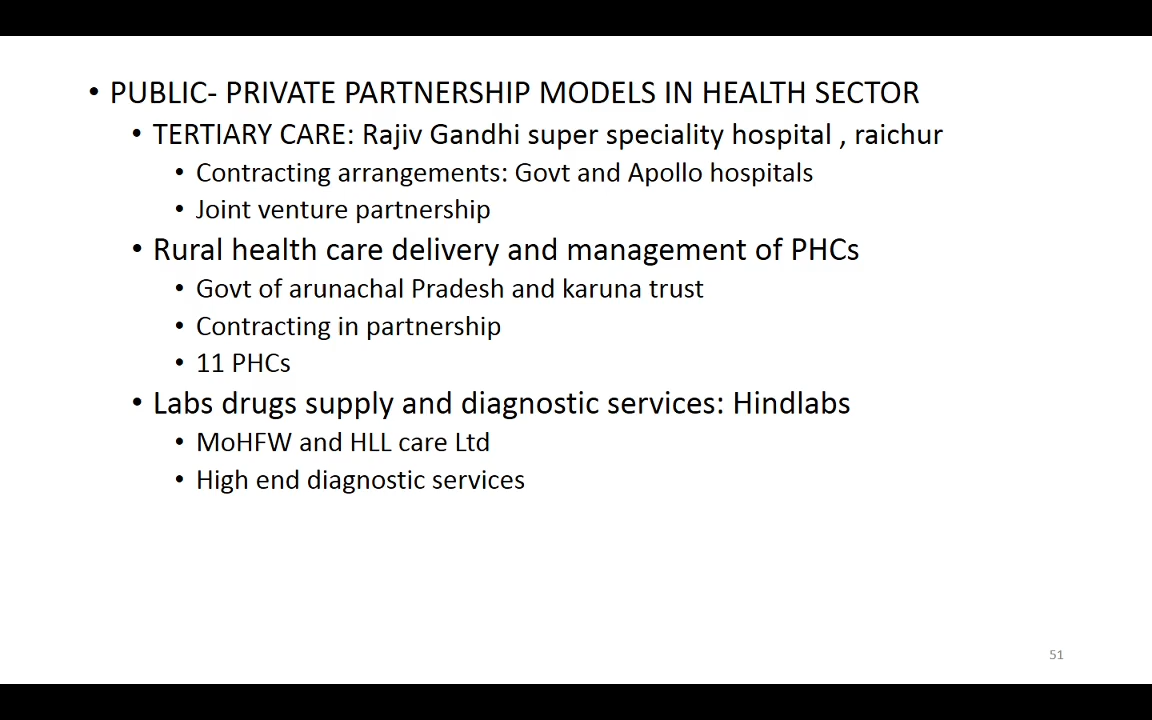 • PUBLIC- PRIVATE PARTNERSHIP MODELS IN HEALTH SECTOR
• TERTIARY CARE: Rajiv Gandhi super speciality hospital , raichur
• Contracting arrangements: Govt and Apollo hospitals
• Joint venture partnership
• Rural health care delivery and management of PHCs
• Govt of arunachal Pradesh and karuna trust
• Contracting in partnership
• 11 PHCs
• Labs drugs supply and diagnostic services: Hindlabs
• MoHFW and HLL care Ltd
• High end diagnostic services
51